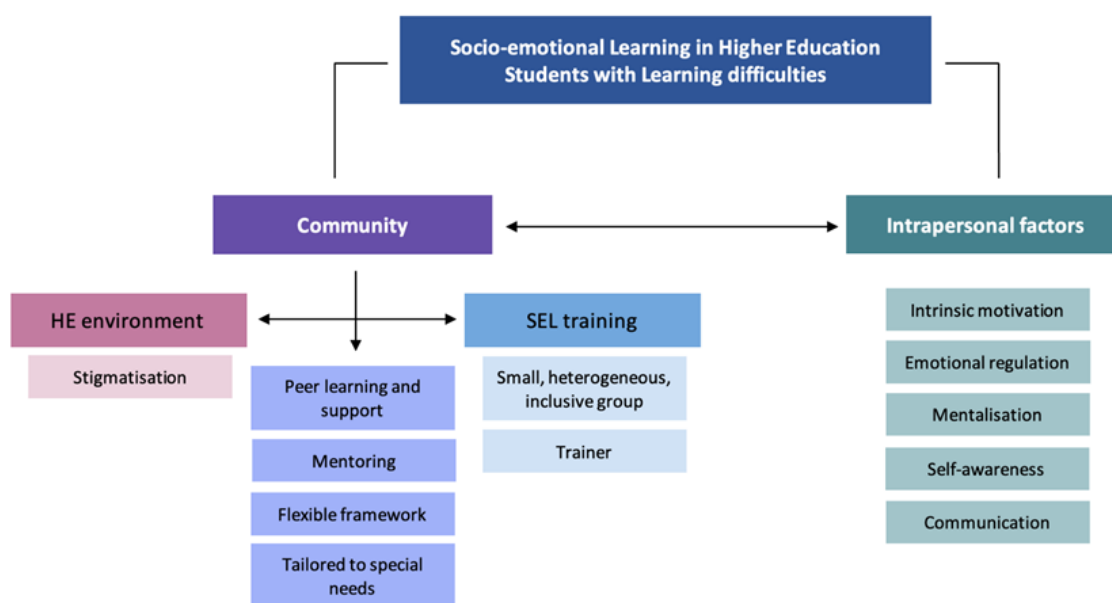 Socio-emotional Learning in Higher Education
Students with Learning difficulties
Community
Intrapersonal factors
HE environment
Stigmatisation
Peer learning and
support
Mentoring
Flexible framework
Tailored to special
needs
SEL training
Small, heterogeneous,
inclusive group
Trainer
Intrinsic motivation
Emotional regulation
Mentalisation
Self-awareness
Communication